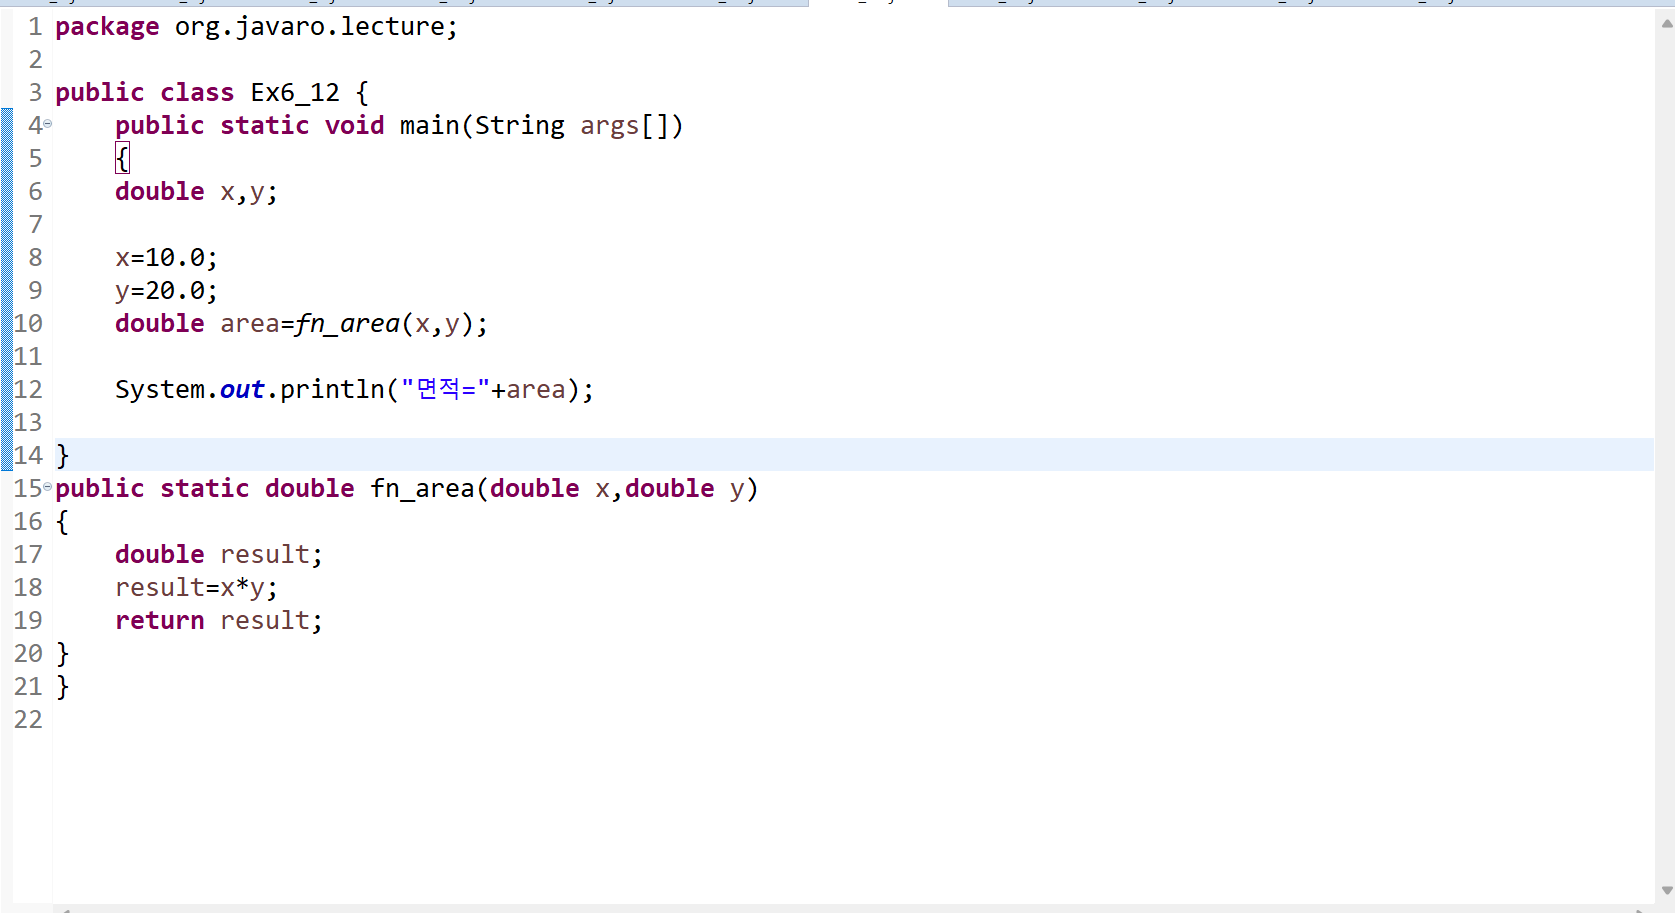 1 package org.javaro.lecture;
2
3 public class Ex6_12 {
4     public static void main(String args[])
5     {
6     double x,y;
7
8     x=10.0;
9     y=20.0;
10     double area=fn_area(x,y);
11
12     System.out.println("면적="+area);
13
14 }
15 public static double fn_area(double x,double y)
16 {
17     double result;
18     result=x*y;
19     return result;
20 }
21 }
22